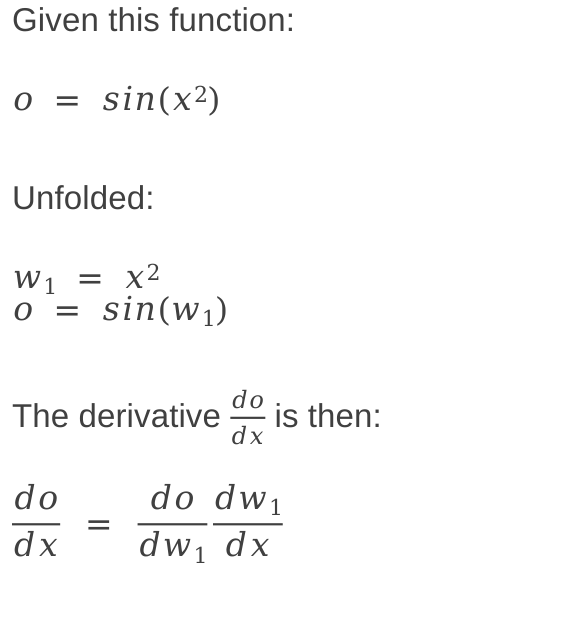 Given this function:
o = sin(x²)
Unfolded:
w₁ = x²
o = sin(w₁)
The derivative do/dx is then:
do/dx = do/dw₁ dw₁/dx